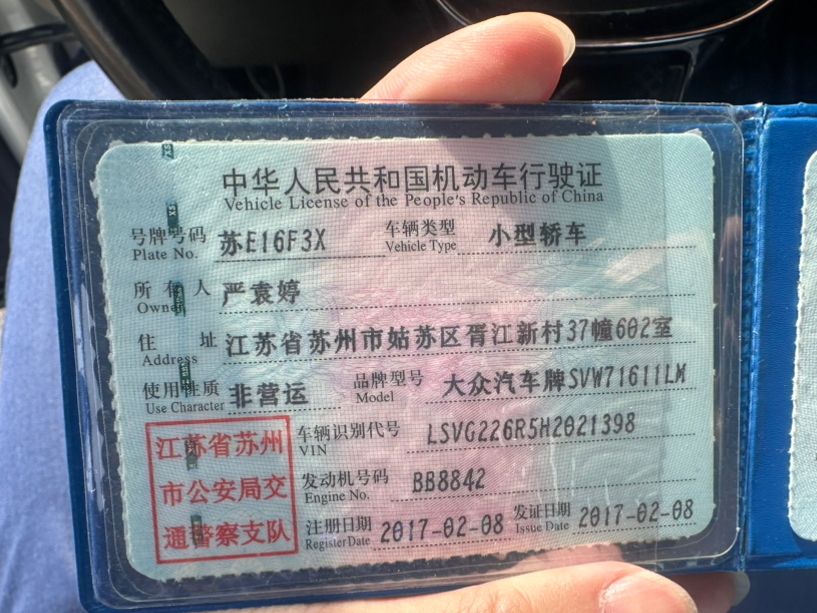 中华人民共和国机动车行驶证
Vehicle License of the People's Republic of China
号牌号码 苏E16F3X 车辆类型 小型轿车
Plate No. Vehicle Type
所有人 严袁婷
Owner
住址 江苏省苏州市姑苏区胥江新村37幢602室
Address
使用性质 非营运 品牌型号 大众汽车牌SVW71611LM
Use Character Model
江苏省苏州 车辆识别代号 LSVG226R5H2021398
VIN
市公安局交 发动机号码 BB8842
Engine No.
通警察支队 注册日期 2017-02-08 发证日期 2017-02-08
Register Date Issue Date